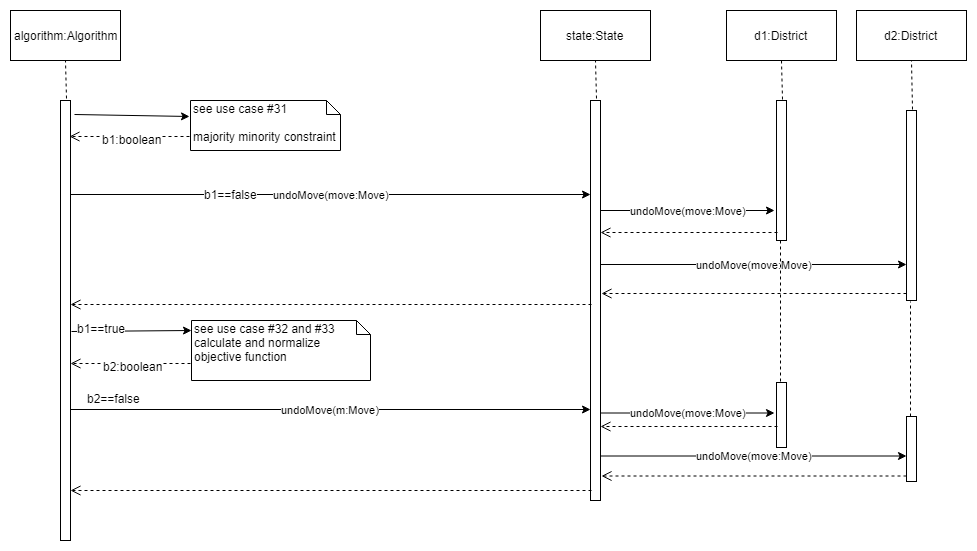 algorithm:Algorithm
state:State
d1:District
d2:District
see use case #31
majority minority constraint
b1:boolean
b1==false
undoMove(move:Move)
undoMove(move:Move)
undoMove(move:Move)
b1==true
see use case #32 and #33
calculate and normalize
objective function
b2:boolean
b2==false
undoMove(m:Move)
undoMove(move:Move)
undoMove(move:Move)